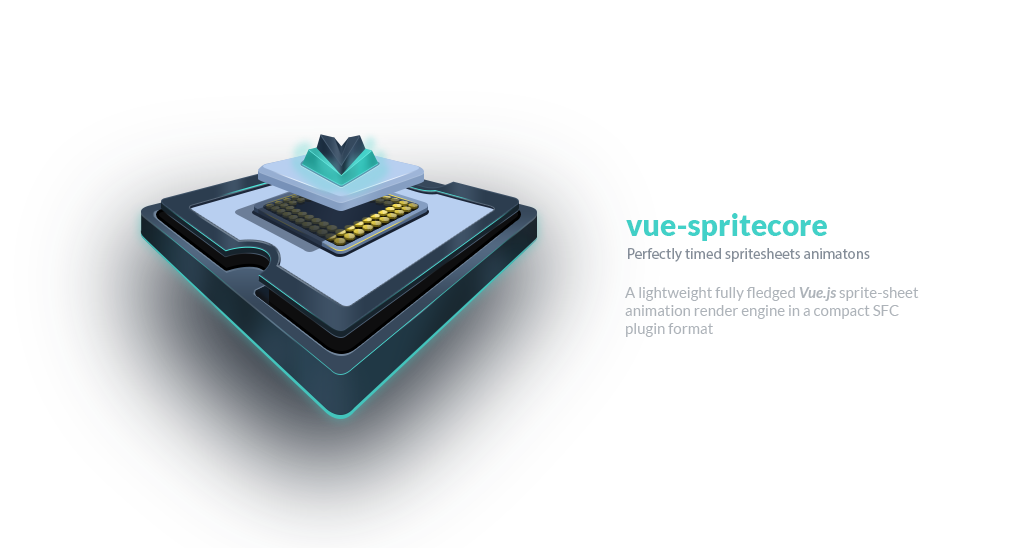 vue-spritecore
Perfectly timed spritesheets animatons
A lightweight fully fledged Vue.js sprite-sheet
animation render engine in a compact SFC
plugin format